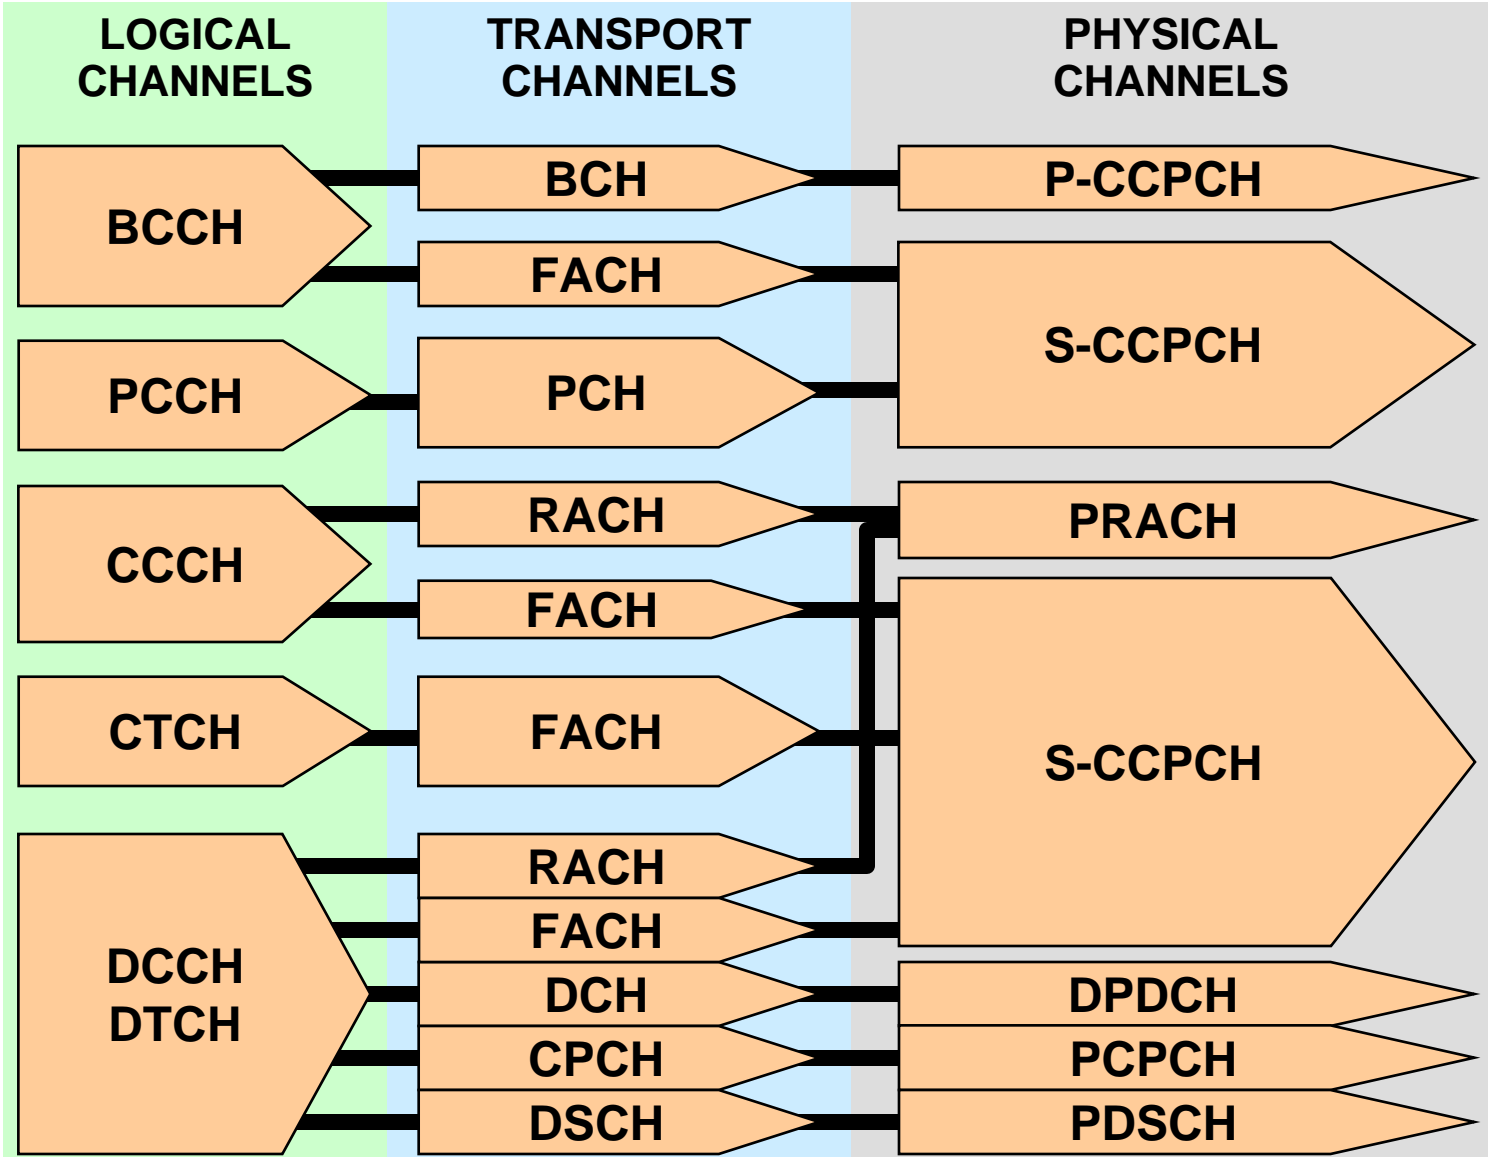 LOGICAL
CHANNELS
TRANSPORT
CHANNELS
PHYSICAL
CHANNELS
BCCH
BCH
P-CCPCH
FACH
S-CCPCH
PCCH
PCH
CCCH
RACH
PRACH
FACH
CTCH
FACH
S-CCPCH
DCCH
DTCH
RACH
FACH
DCH
DPDCH
CPCH
PCPCH
DSCH
PDSCH